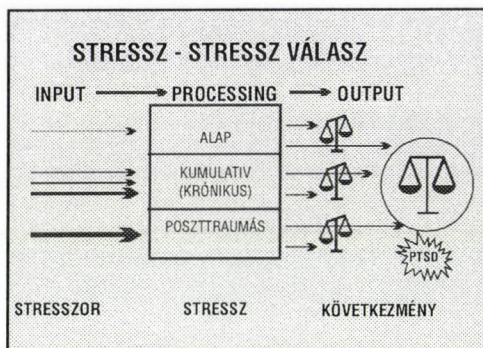 STRESSZ - STRESSZ VÁLASZ
INPUT PROCESSING OUTPUT
ALAP
KUMULATIV
(KRÓNIKUS)
POSZTTRAUMÁS
PTSD
STRESSZOR STRESSZ KÖVETKEZMÉNY